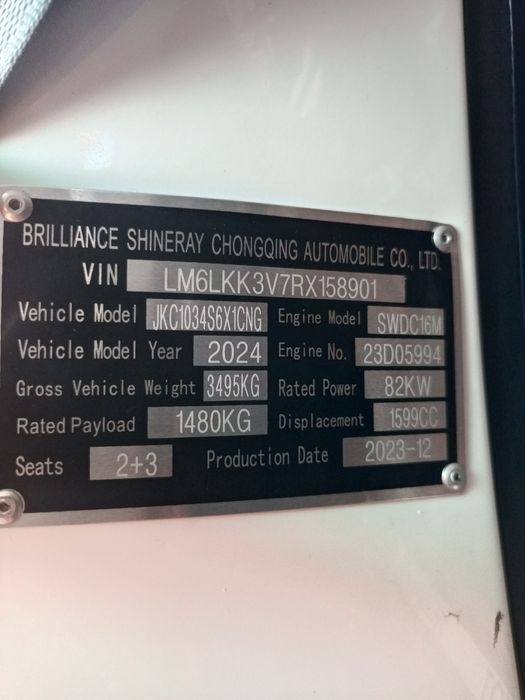 BRILLIANCE SHINERAY CHONGQING AUTOMOBILE CO., LTD.
VIN LM6LKK3V7RX158901
Vehicle Model JKC1034S6X1CNG Engine Model SWDC16M
Vehicle Model Year 2024 Engine No. 23D05994
Gross Vehicle Weight 3495KG Rated Power 82KW
Rated Payload 1480KG Displacement 1599CC
Seats 2+3 Production Date 2023-12